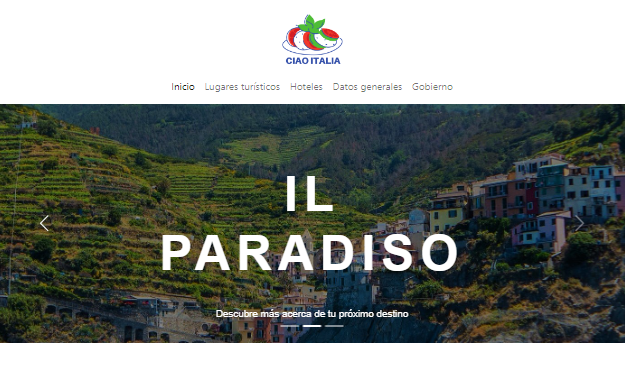 CIAO ITALIA
Inicio Lugares turísticos Hoteles Datos generales Gobierno
IL
PARADISO
Descubre más acerca de tu próximo destino